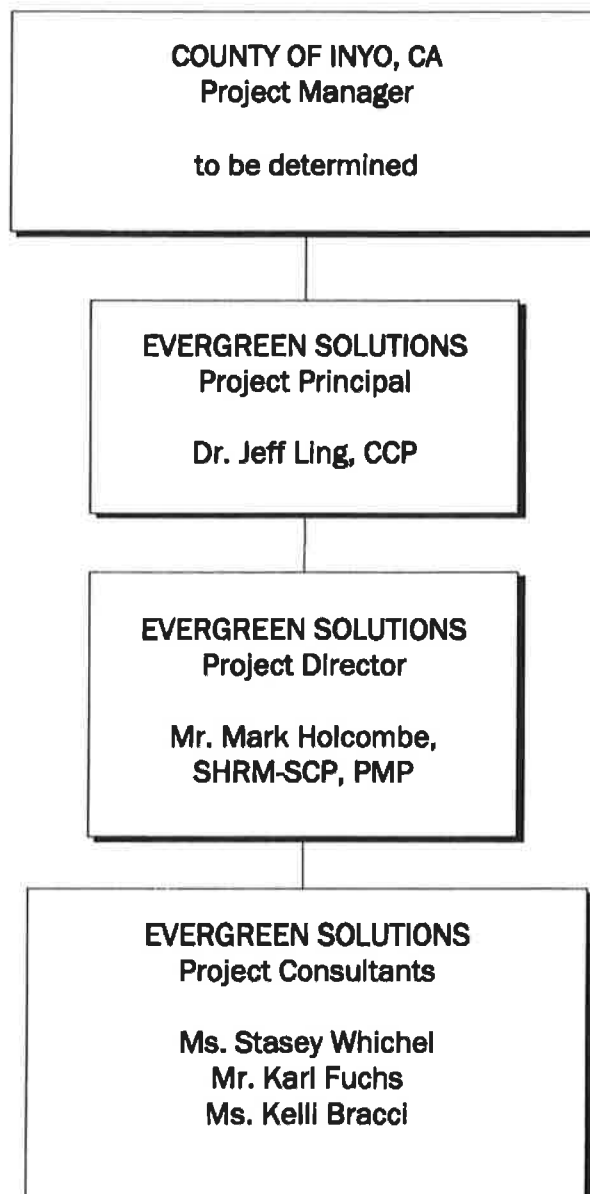 COUNTY OF INYO, CA
Project Manager
to be determined
EVERGREEN SOLUTIONS
Project Principal
Dr. Jeff Ling, CCP
EVERGREEN SOLUTIONS
Project Director
Mr. Mark Holcombe,
SHRM-SCP, PMP
EVERGREEN SOLUTIONS
Project Consultants
Ms. Stasey Whichel
Mr. Karl Fuchs
Ms. Kelli Bracci